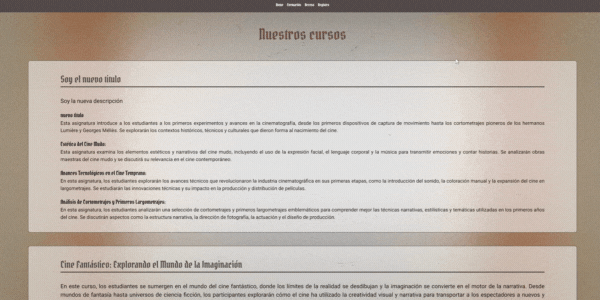 Home Formación Acceso Registro
Nuestros cursos
Soy el nuevo titulo
Soy la nueva descripción
nuevo titulo
Esta asignatura introduce a los estudiantes a los primeros experimentos y avances en la cinematografía, desde los primeros dispositivos de captura de movimiento hasta los cortometrajes pioneros de los hermanos
Lumière y Georges Méliès. Se explorarán los contextos históricos, técnicos y culturales que dieron forma al nacimiento del cine.
Estética del Cine Mudo:
Esta asignatura examina los elementos estéticos y narrativos del cine mudo, incluyendo el uso de la expresión facial, el lenguaje corporal y la música para transmitir emociones y contar historias. Se analizarán obras
maestras del cine mudo y se discutirá su relevancia en el cine contemporáneo.
Avances Tecnológicos en el Cine Temprano:
En esta asignatura, los estudiantes explorarán los avances técnicos que revolucionaron la industria cinematográfica en sus primeras etapas, como la introducción del sonido, la coloración manual y la expansión del cine en
largometrajes. Se estudiarán las innovaciones técnicas y su impacto en la producción y distribución de películas.
Análisis de Cortometrajes y Primeros Largometrajes:
En esta asignatura, los estudiantes analizarán una selección de cortometrajes y primeros largometrajes emblemáticos para comprender mejor las técnicas narrativas, estilísticas y temáticas utilizadas en los primeros años
del cine. Se discutirán aspectos como la estructura narrativa, la dirección de fotografía, la actuación y el diseño de producción.
Cine Fantástico: Explorando el Mundo de la Imaginación
En este curso, los estudiantes se sumergen en el mundo del cine fantástico, donde los límites de la realidad se desdibujan y la imaginación se convierte en el motor de la narrativa. Desde
mundos de fantasía hasta universos de ciencia ficción, los participantes explorarán cómo el cine ha utilizado la creatividad visual y narrativa para transportar a los espectadores a nuevos y